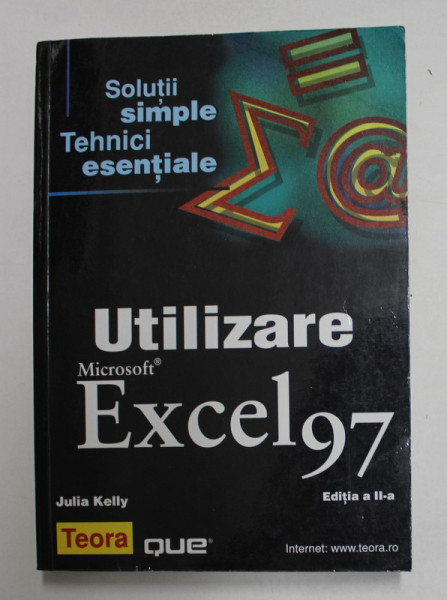 Soluții
simple
Tehnici
esențiale
Σ = @
Utilizare
Microsoft®
Excel 97
Ediția a II-a
Julia Kelly
Teora
que®
Internet: www.teora.ro